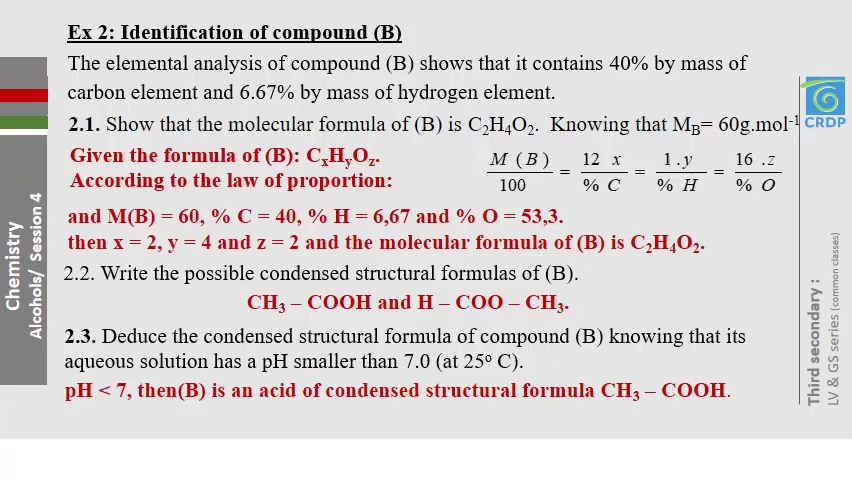 Ex 2: Identification of compound (B)
The elemental analysis of compound (B) shows that it contains 40% by mass of
carbon element and 6.67% by mass of hydrogen element.
2.1. Show that the molecular formula of (B) is C₂H₄O₂. Knowing that M_B= 60g.mol⁻¹
Given the formula of (B): CₓHᵧO_z.
According to the law of proportion:
M (B) / 100 = 12 x / % C = 1 . y / % H = 16 . z / % O
and M(B) = 60, % C = 40, % H = 6,67 and % O = 53,3.
then x = 2, y = 4 and z = 2 and the molecular formula of (B) is C₂H₄O₂.
2.2. Write the possible condensed structural formulas of (B).
CH₃ – COOH and H – COO – CH₃.
2.3. Deduce the condensed structural formula of compound (B) knowing that its
aqueous solution has a pH smaller than 7.0 (at 25º C).
pH < 7, then(B) is an acid of condensed structural formula CH₃ – COOH.
Chemistry
Alcohols/ Session 4
CRDP
Third secondary :
LV & GS series (common classes)